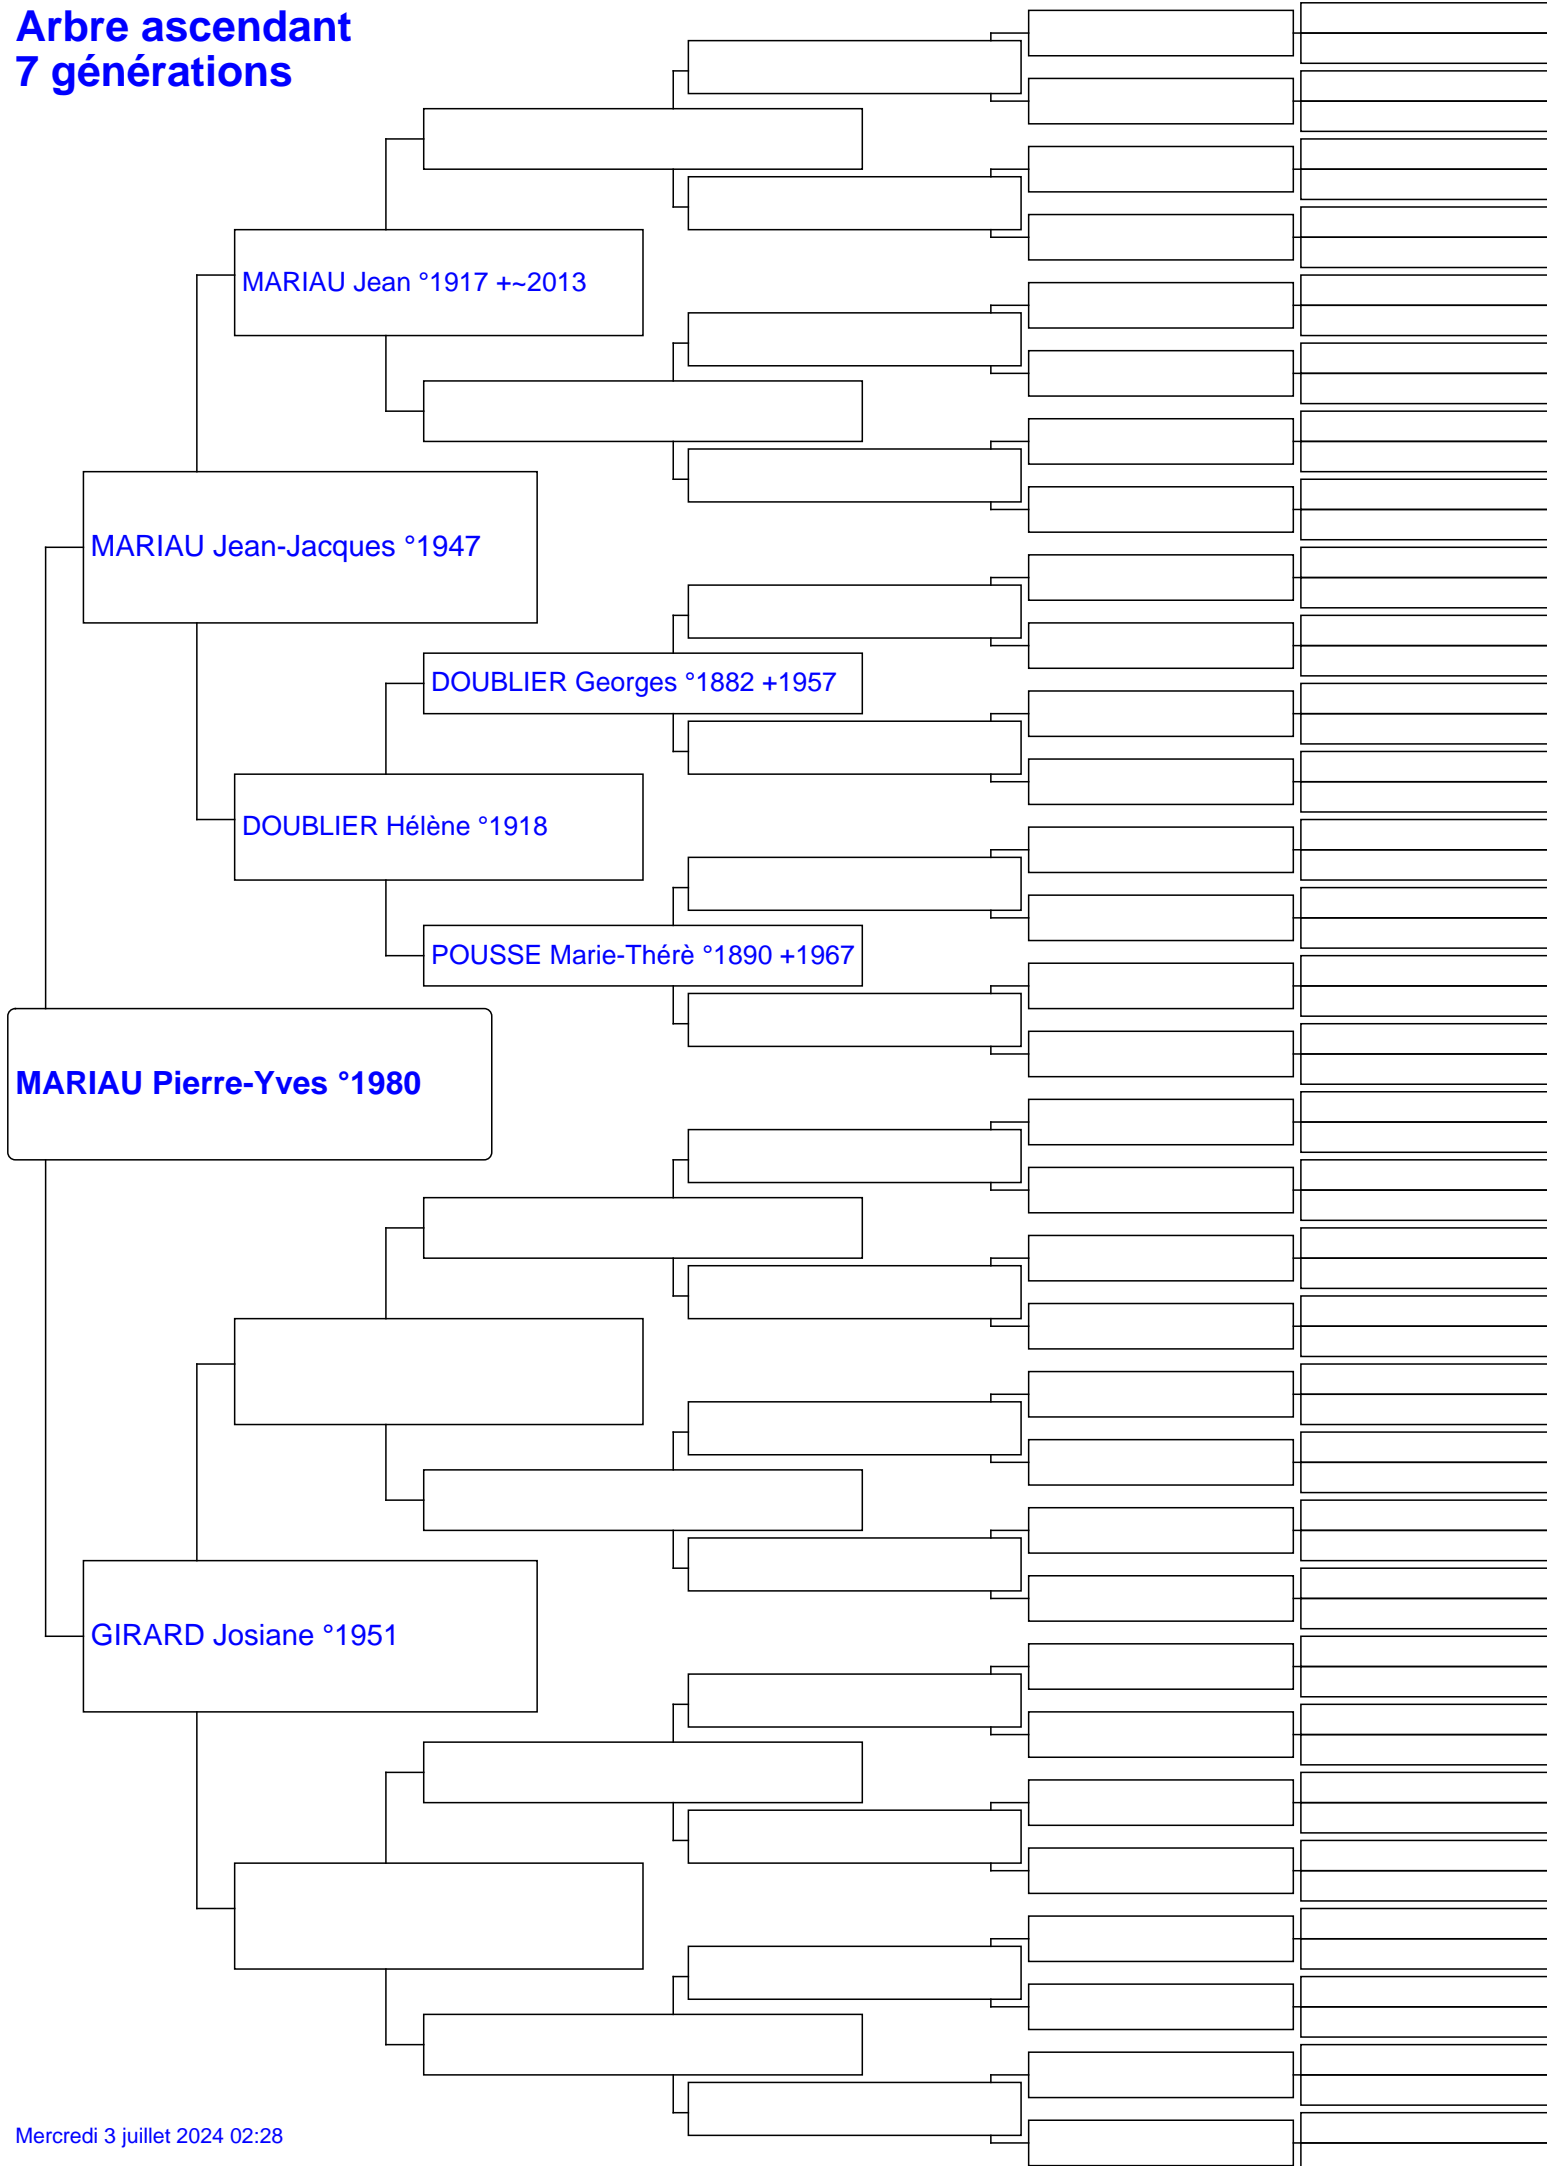 Arbre ascendant
7 générations
MARIAU Jean °1917 +~2013
MARIAU Jean-Jacques °1947
DOUBLIER Georges °1882 +1957
DOUBLIER Hélène °1918
POUSSE Marie-Thérè °1890 +1967
MARIAU Pierre-Yves °1980
GIRARD Josiane °1951
Mercredi 3 juillet 2024 02:28